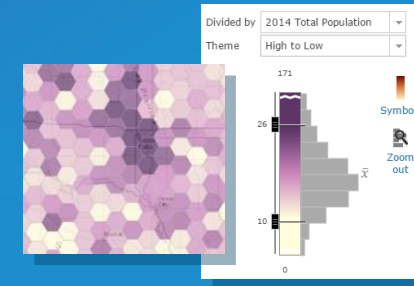 Divided by 2014 Total Population
Theme High to Low
171
26
Symbo
Zoom
out
x̄
10
0